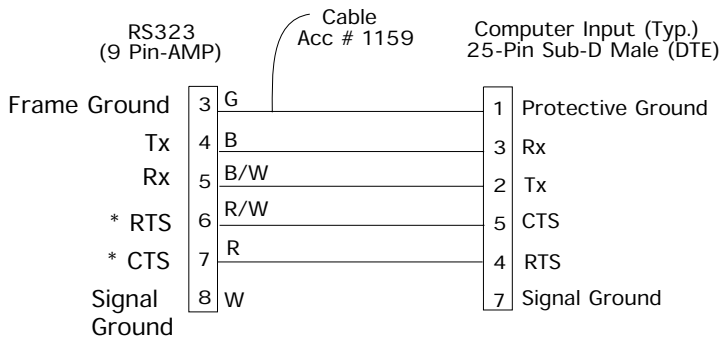 RS323
(9 Pin-AMP)
Cable
Acc # 1159
Computer Input (Typ.)
25-Pin Sub-D Male (DTE)
Frame Ground 3 G 1 Protective Ground
Tx 4 B 3 Rx
Rx 5 B/W 2 Tx
* RTS 6 R/W 5 CTS
* CTS 7 R 4 RTS
Signal Ground 8 W 7 Signal Ground